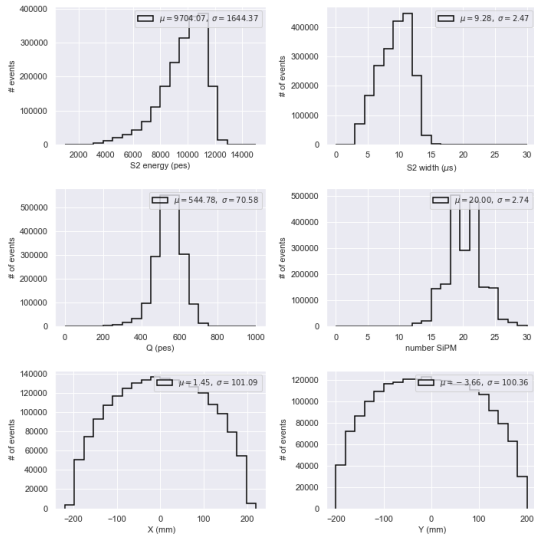 μ = 9704.07, σ = 1644.37
# events
400000
300000
200000
100000
0
2000 4000 6000 8000 10000 12000 14000
S2 energy (pes)
μ = 9.28, σ = 2.47
# of events
400000
300000
200000
100000
0
0 5 10 15 20 25 30
S2 width (μs)
μ = 544.78, σ = 70.58
# of events
500000
400000
300000
200000
100000
0
0 200 400 600 800 1000
Q (pes)
μ = 20.00, σ = 2.74
# of events
500000
400000
300000
200000
100000
0
0 5 10 15 20 25 30
number SiPM
μ = 1.45, σ = 101.09
# of events
140000
120000
100000
80000
60000
40000
20000
0
−200 −100 0 100 200
X (mm)
μ = −3.66, σ = 100.36
# of events
120000
100000
80000
60000
40000
20000
0
−200 −100 0 100 200
Y (mm)